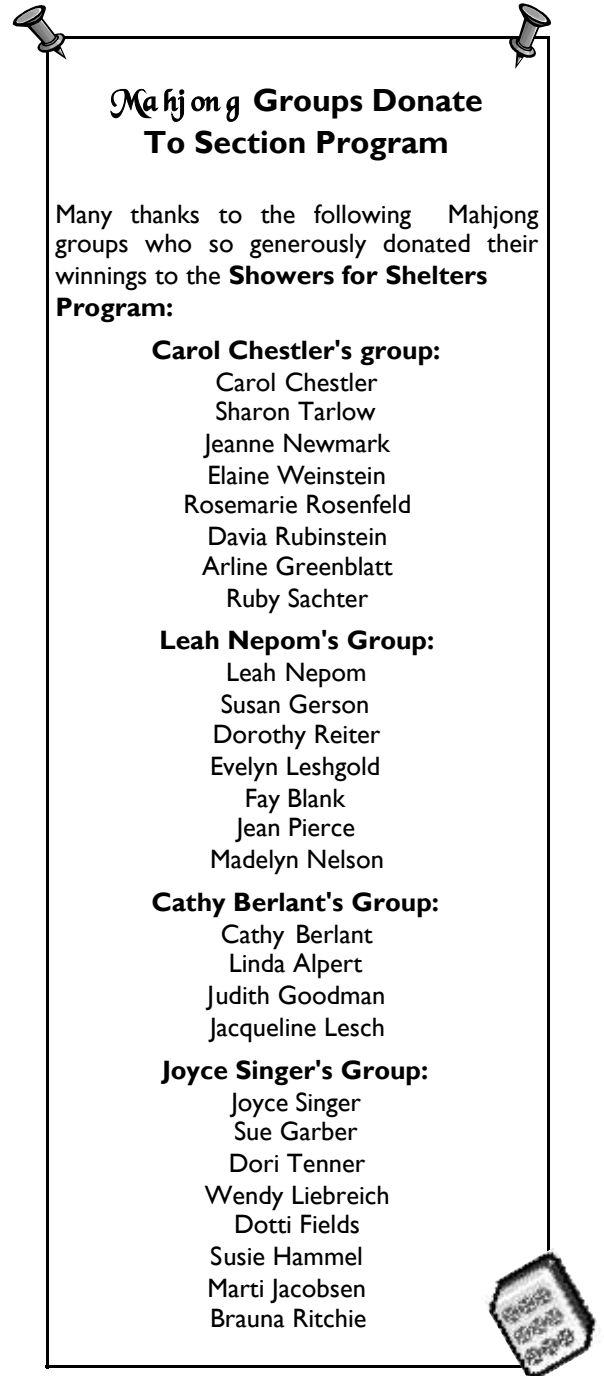 Mahjong Groups Donate
To Section Program
Many thanks to the following Mahjong
groups who so generously donated their
winnings to the Showers for Shelters
Program:
Carol Chestler's group:
Carol Chestler
Sharon Tarlow
Jeanne Newmark
Elaine Weinstein
Rosemarie Rosenfeld
Davia Rubinstein
Arline Greenblatt
Ruby Sachter
Leah Nepom's Group:
Leah Nepom
Susan Gerson
Dorothy Reiter
Evelyn Leshgold
Fay Blank
Jean Pierce
Madelyn Nelson
Cathy Berlant's Group:
Cathy Berlant
Linda Alpert
Judith Goodman
Jacqueline Lesch
Joyce Singer's Group:
Joyce Singer
Sue Garber
Dori Tenner
Wendy Liebreich
Dotti Fields
Susie Hammel
Marti Jacobsen
Brauna Ritchie